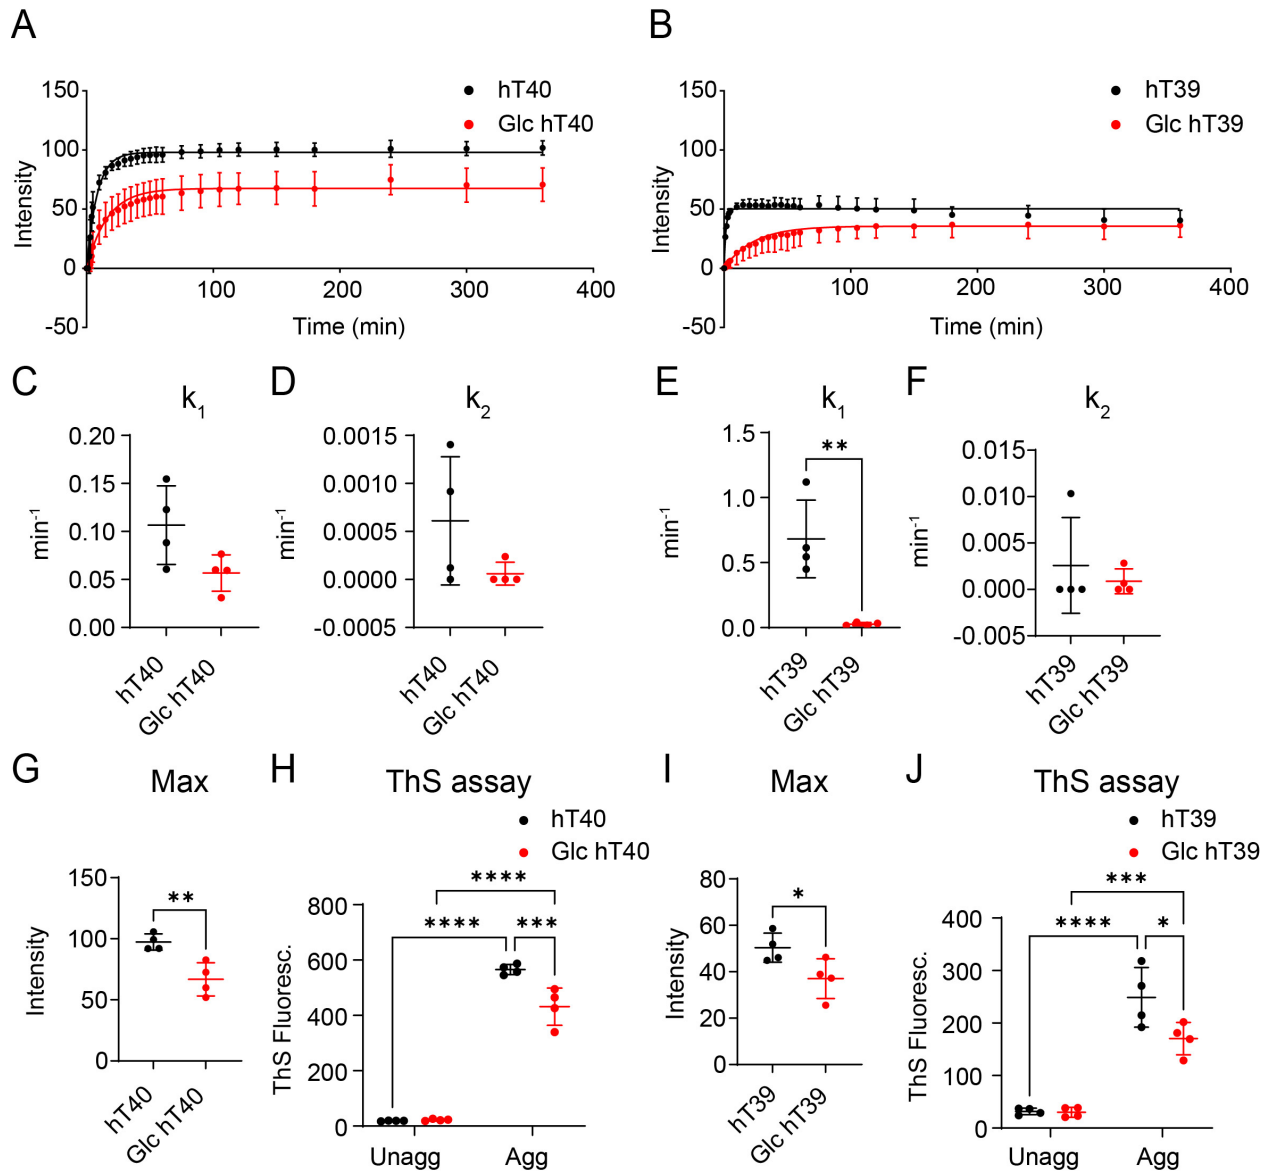 A
150
100
50
0
-50
Intensity
100
200
300
400
Time (min)
hT40
Glc hT40
B
150
100
50
0
-50
Intensity
100
200
300
400
Time (min)
hT39
Glc hT39
C
k1
0.20
0.15
0.10
0.05
0.00
min-1
hT40
Glc hT40
D
k2
0.0015
0.0010
0.0005
0.0000
-0.0005
min-1
hT40
Glc hT40
E
k1
1.5
1.0
0.5
0.0
min-1
**
hT39
Glc hT39
F
k2
0.015
0.010
0.005
0.000
-0.005
min-1
hT39
Glc hT39
G
Max
150
100
50
0
Intensity
**
hT40
Glc hT40
H
ThS assay
hT40
Glc hT40
800
600
400
200
0
ThS Fluoresc.
****
****
***
Unagg
Agg
I
Max
80
60
40
20
0
Intensity
*
hT39
Glc hT39
J
ThS assay
hT39
Glc hT39
400
300
200
100
0
ThS Fluoresc.
***
****
*
Unagg
Agg